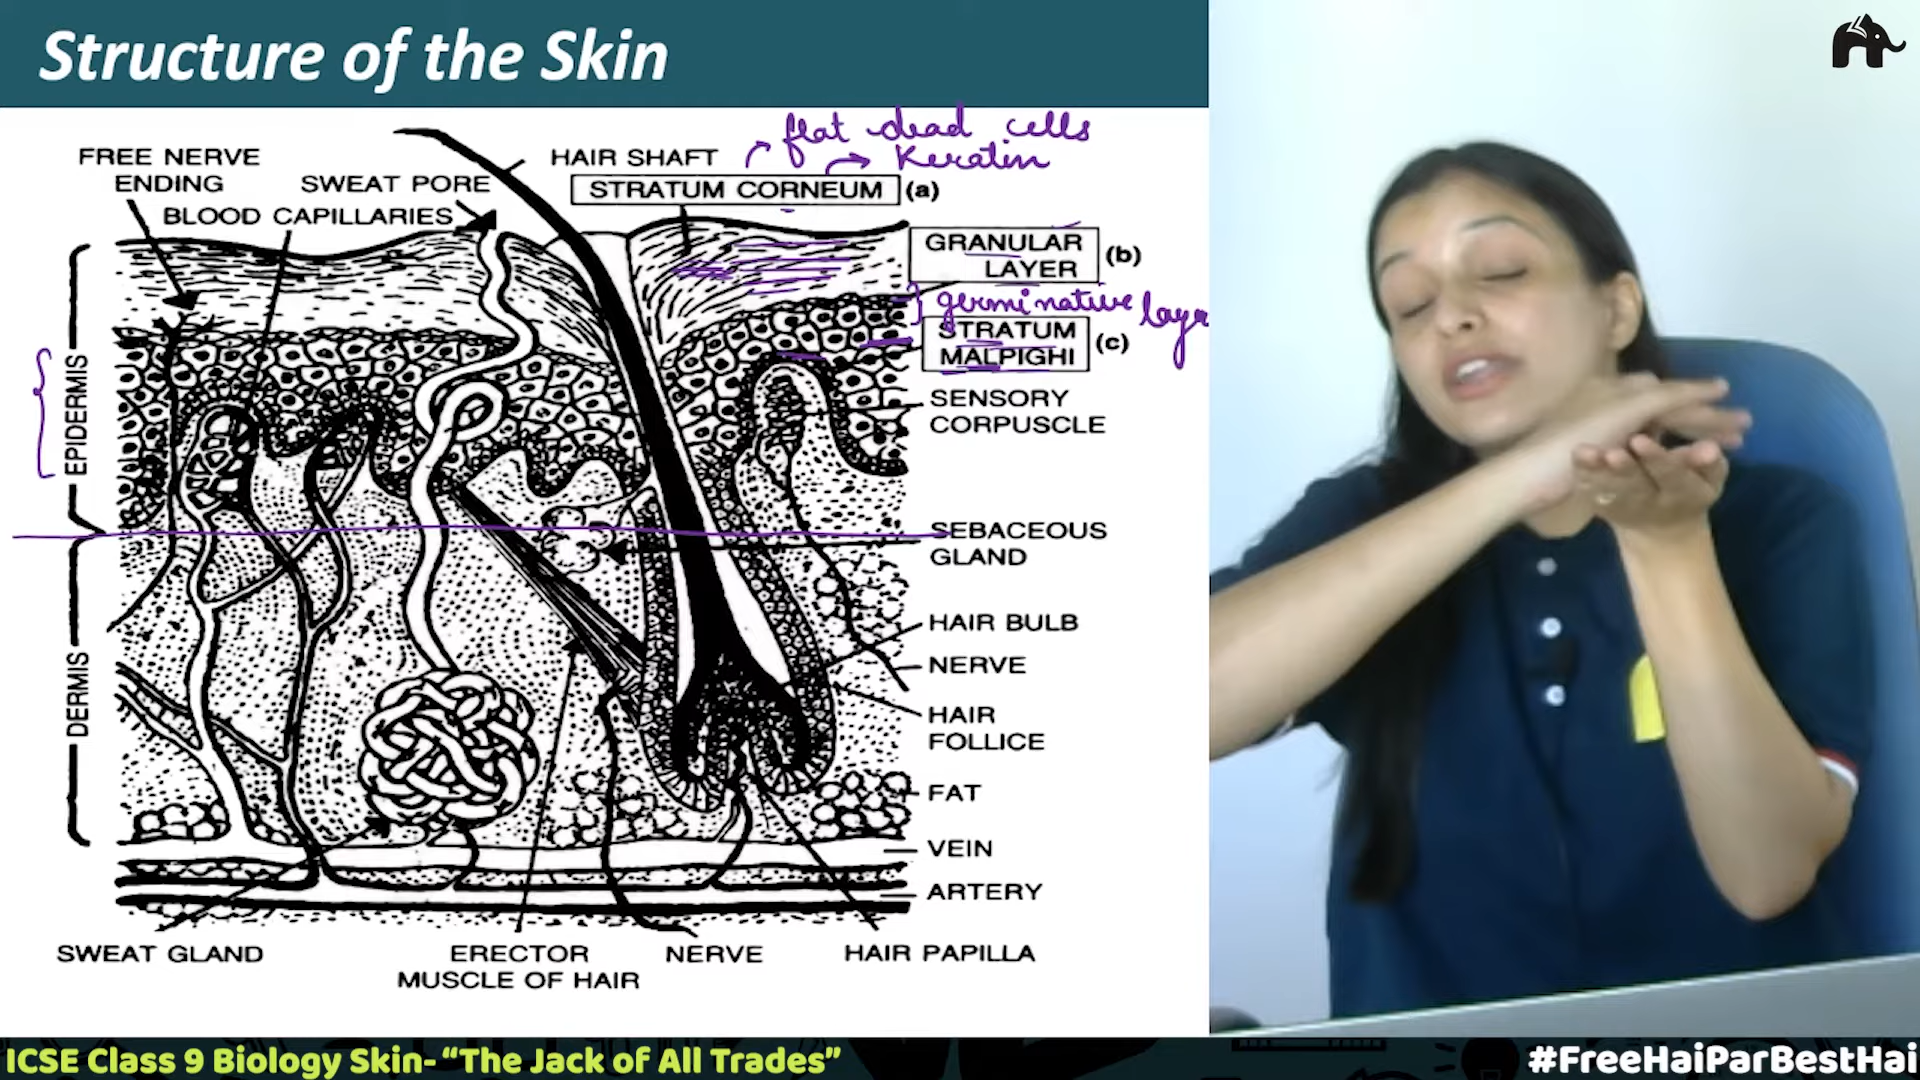 Structure of the Skin
flat dead cells
Keratin
FREE NERVE
ENDING
HAIR SHAFT
SWEAT PORE
STRATUM CORNEUM (a)
BLOOD CAPILLARIES
GRANULAR
LAYER
(b)
germinative layer
STRATUM
MALPIGHI
(c)
EPIDERMIS
SENSORY
CORPUSCLE
SEBACEOUS
GLAND
HAIR BULB
NERVE
DERMIS
HAIR
FOLLICE
FAT
VEIN
ARTERY
SWEAT GLAND
ERECTOR
MUSCLE OF HAIR
NERVE
HAIR PAPILLA
ICSE Class 9 Biology Skin- “The Jack of All Trades”
#FreeHaiParBestHai